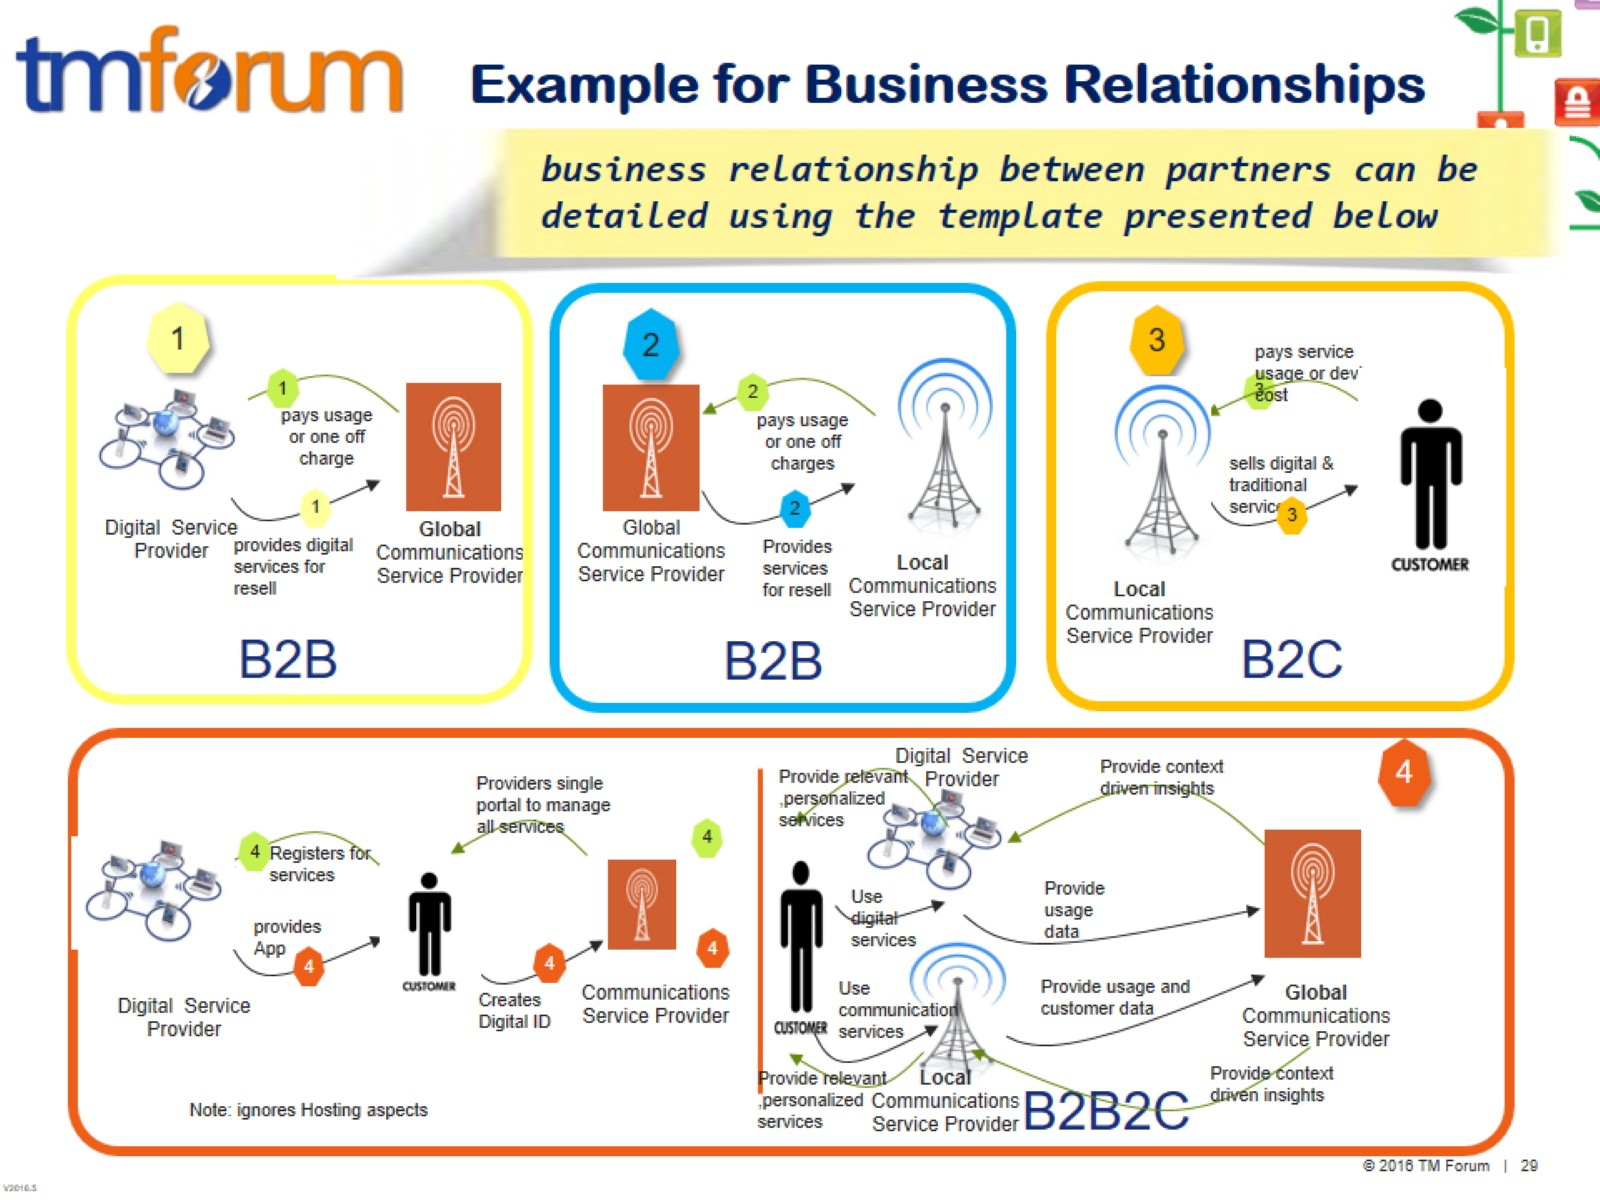 tmforum
Example for Business Relationships
business relationship between partners can be
detailed using the template presented below
1
1
pays usage
or one off
charge
1
provides digital
services for
resell
Digital Service
Provider
Global
Communications
Service Provider
B2B
2
2
pays usage
or one off
charges
2
Provides
services
for resell
Global
Communications
Service Provider
Local
Communications
Service Provider
B2B
3
pays service
usage or dev
3
cost
sells digital &
traditional
service
3
CUSTOMER
Local
Communications
Service Provider
B2C
4
4
Registers for
services
provides
App
4
Digital Service
Provider
CUSTOMER
Providers single
portal to manage
all services
4
4
4
Creates
Digital ID
Communications
Service Provider
Note: ignores Hosting aspects
Digital Service
Provider
Provide relevant
,personalized
services
Provide context
driven insights
Use
digital
services
Provide
usage
data
Use
communication
services
Provide usage and
customer data
CUSTOMER
Global
Communications
Service Provider
Provide relevant
,personalized
services
Local
Communications
Service Provider
Provide context
driven insights
B2B2C
© 2016 TM Forum | 29
V2016.5